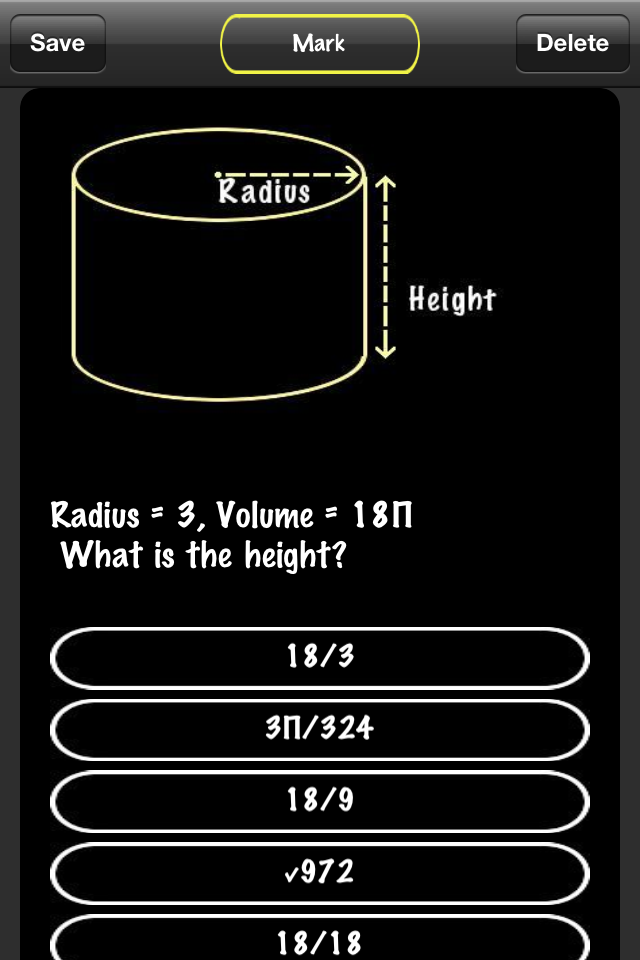 Save
Mark
Delete
Radius
Height
Radius = 3, Volume = 18Π
What is the height?
18/3
3Π/324
18/9
✓972
18/18